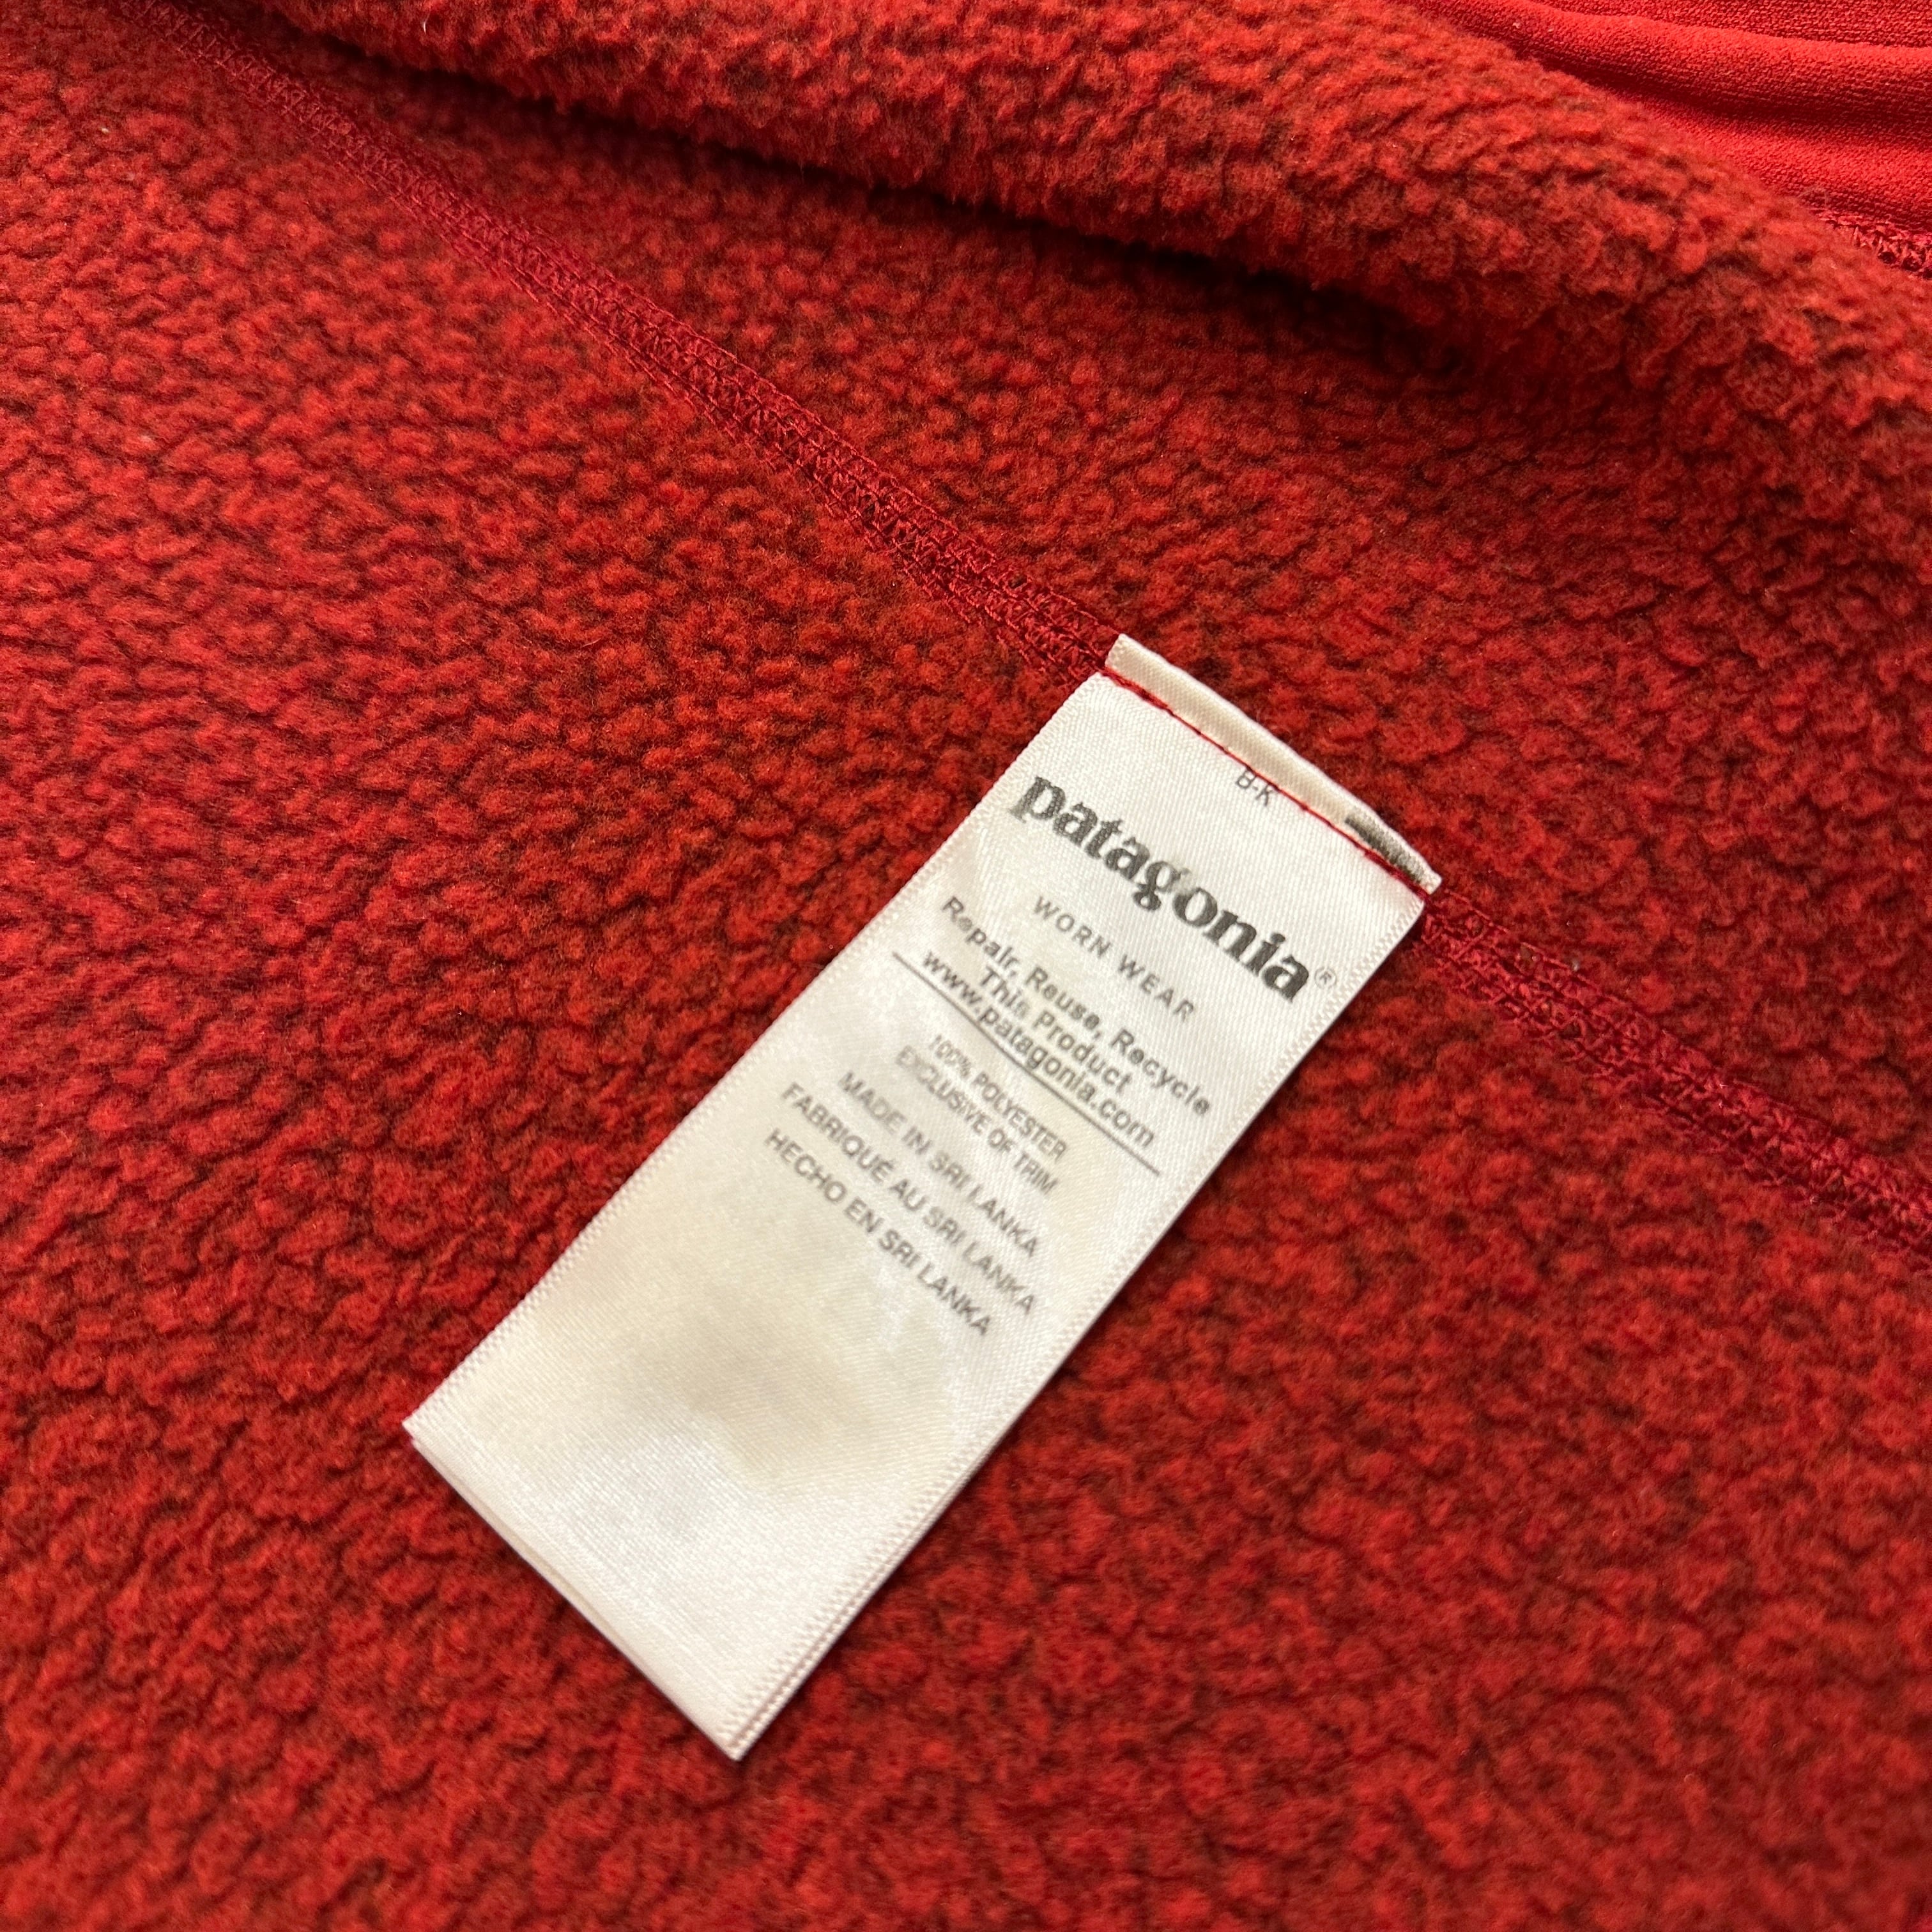 B-K
patagonia®
WORN WEAR
Repair, Reuse, Recycle
This Product
www.patagonia.com
100% POLYESTER
EXCLUSIVE OF TRIM
MADE IN SRI LANKA
FABRIQUÉ AU SRI LANKA
HECHO EN SRI LANKA